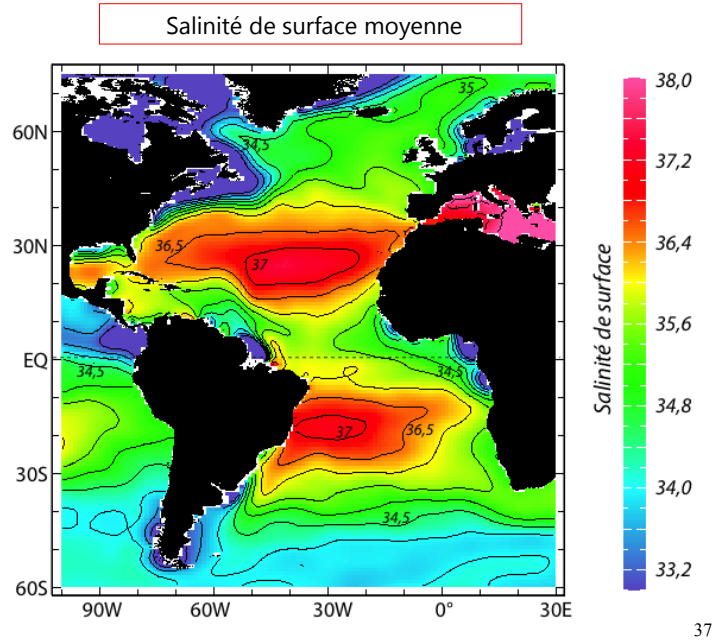 Salinité de surface moyenne
60N
30N
EQ
30S
60S
90W
60W
30W
0°
30E
35
34,5
36,5
37
34,5
34,5
36,5
37
34,5
Salinité de surface
38,0
37,2
36,4
35,6
34,8
34,0
33,2
37